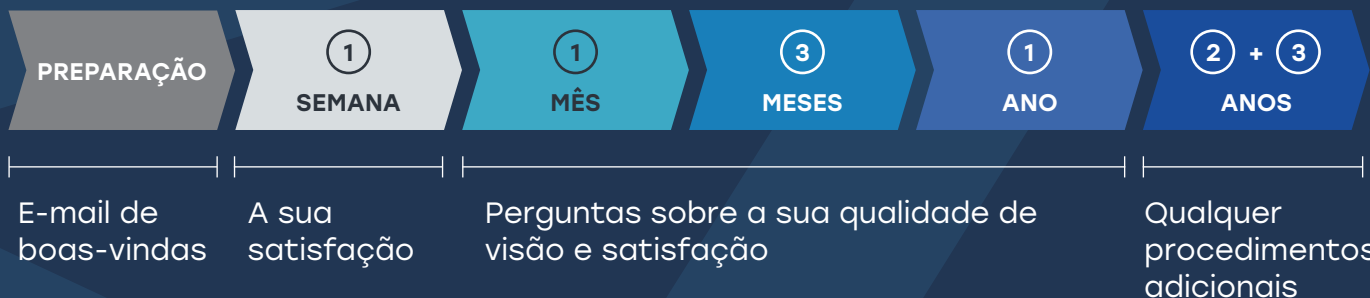 PREPARAÇÃO
1
SEMANA
1
MÊS
3
MESES
1
ANO
2 + 3
ANOS
E-mail de
boas-vindas
A sua
satisfação
Perguntas sobre a sua qualidade de
visão e satisfação
Qualquer
procedimentos
adicionais